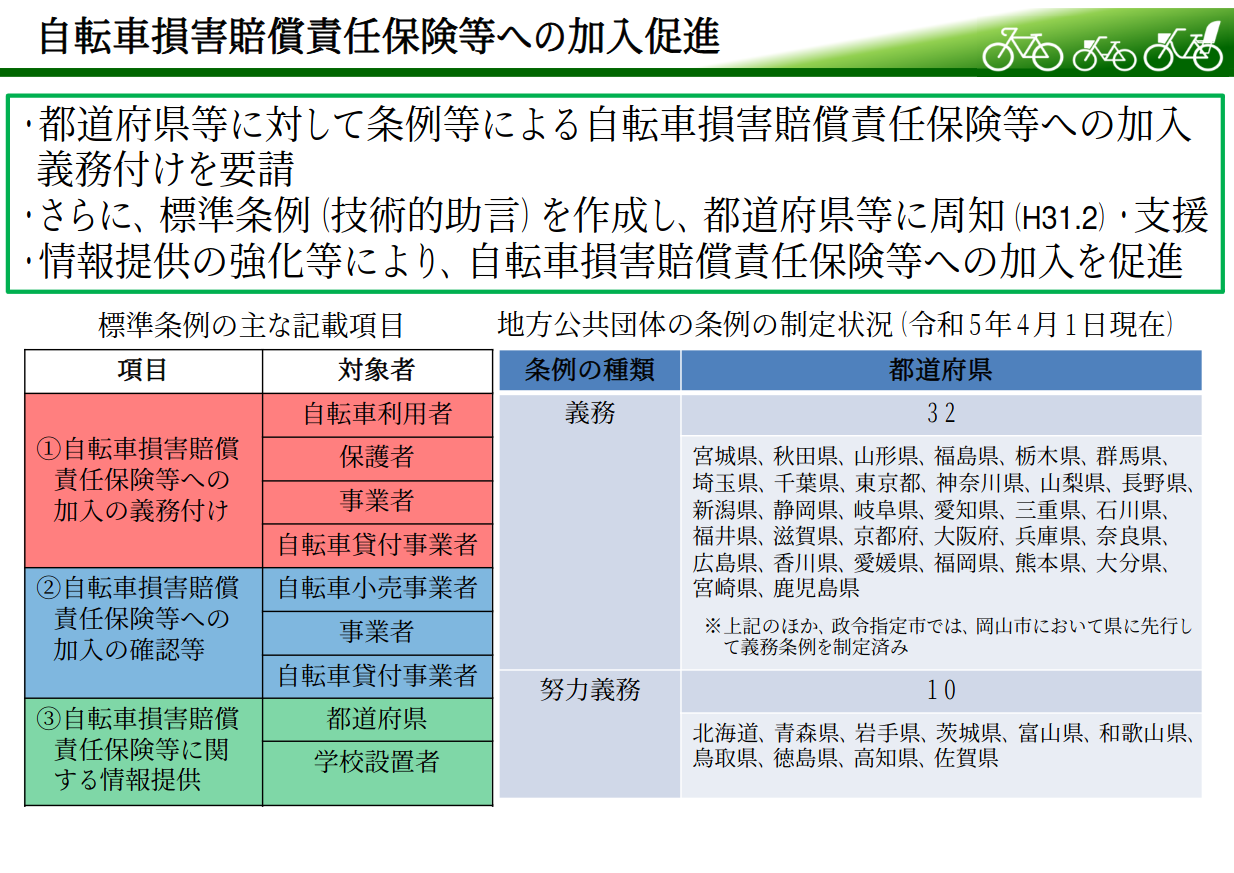 自転車損害賠償責任保険等への加入促進
・都道府県等に対して条例等による自転車損害賠償責任保険等への加入
義務付けを要請
・さらに、標準条例(技術的助言)を作成し、都道府県等に周知(H31.2)・支援
・情報提供の強化等により、自転車損害賠償責任保険等への加入を促進
標準条例の主な記載項目
項目 対象者
①自転車損害賠償
責任保険等への
加入の義務付け
自転車利用者
保護者
事業者
自転車貸付事業者
②自転車損害賠償
責任保険等への
加入の確認等
自転車小売事業者
事業者
自転車貸付事業者
③自転車損害賠償
責任保険等に関
する情報提供
都道府県
学校設置者
地方公共団体の条例の制定状況(令和5年4月1日現在)
条例の種類 都道府県
義務 32
宮城県、秋田県、山形県、福島県、栃木県、群馬県、
埼玉県、千葉県、東京都、神奈川県、山梨県、長野県、
新潟県、静岡県、岐阜県、愛知県、三重県、石川県、
福井県、滋賀県、京都府、大阪府、兵庫県、奈良県、
広島県、香川県、愛媛県、福岡県、熊本県、大分県、
宮崎県、鹿児島県
※上記のほか、政令指定市では、岡山市において県に先行し
て義務条例を制定済み
努力義務 10
北海道、青森県、岩手県、茨城県、富山県、和歌山県、
鳥取県、徳島県、高知県、佐賀県